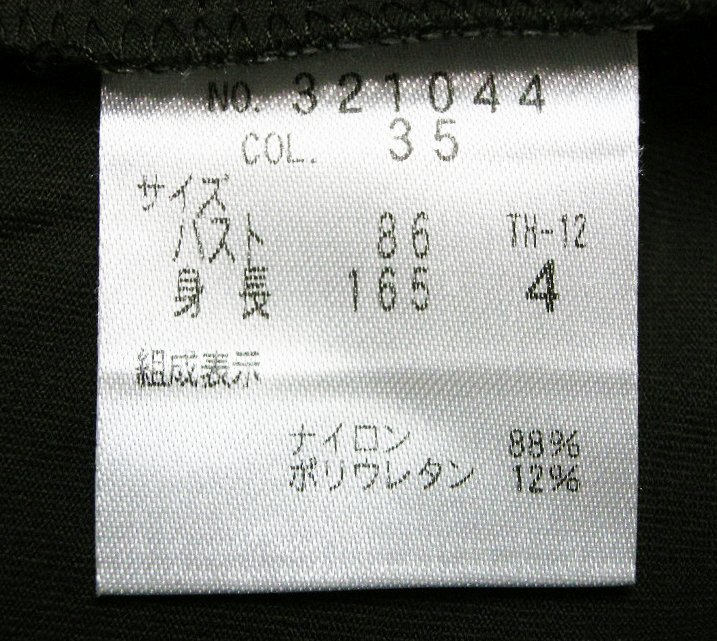 NO. 321044
COL. 35
サイズ
バスト 86 TH-12
身長 165 4
組成表示
ナイロン 88%
ポリウレタン 12%